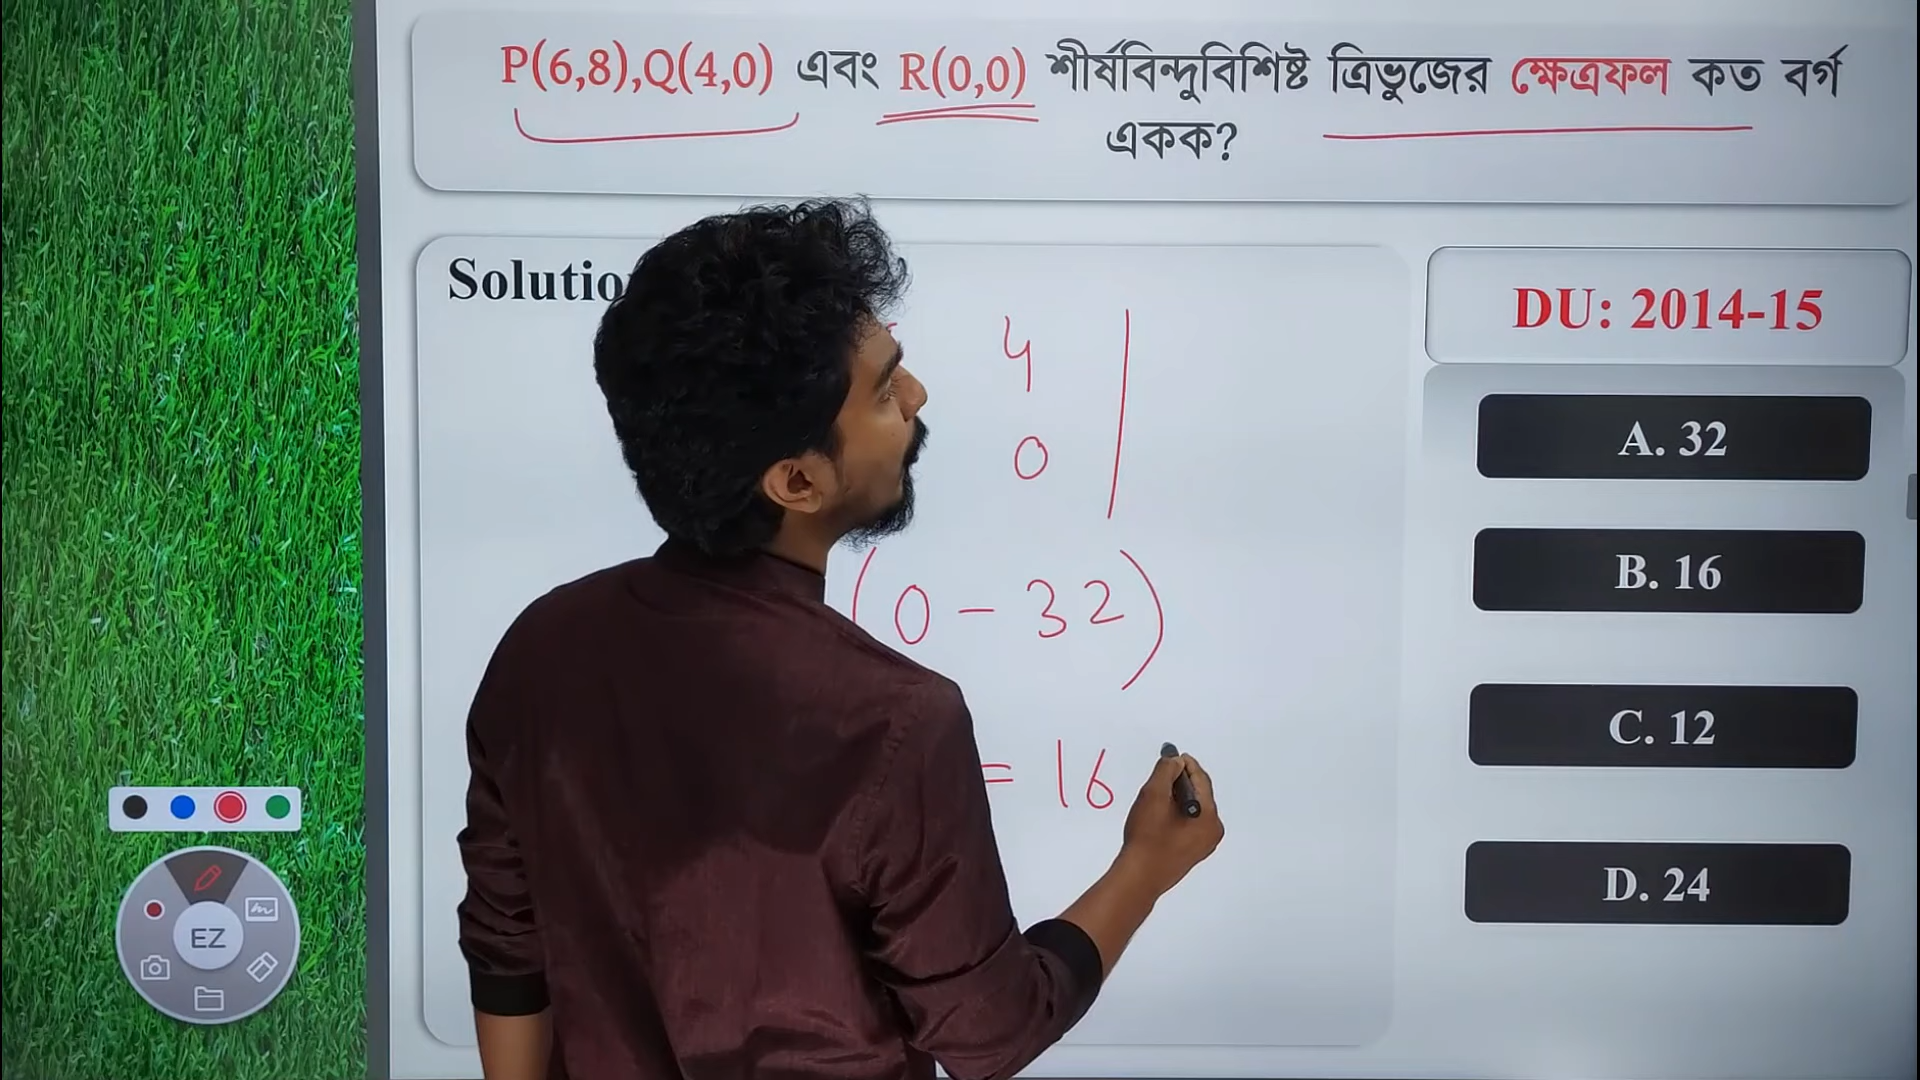 P(6,8),Q(4,0) এবং R(0,0) শীর্ষবিন্দুবিশিষ্ট ত্রিভুজের ক্ষেত্রফল কত বর্গ
একক?
DU: 2014-15
4
0
(0 - 32)
= 16
A. 32
B. 16
C. 12
D. 24
EZ